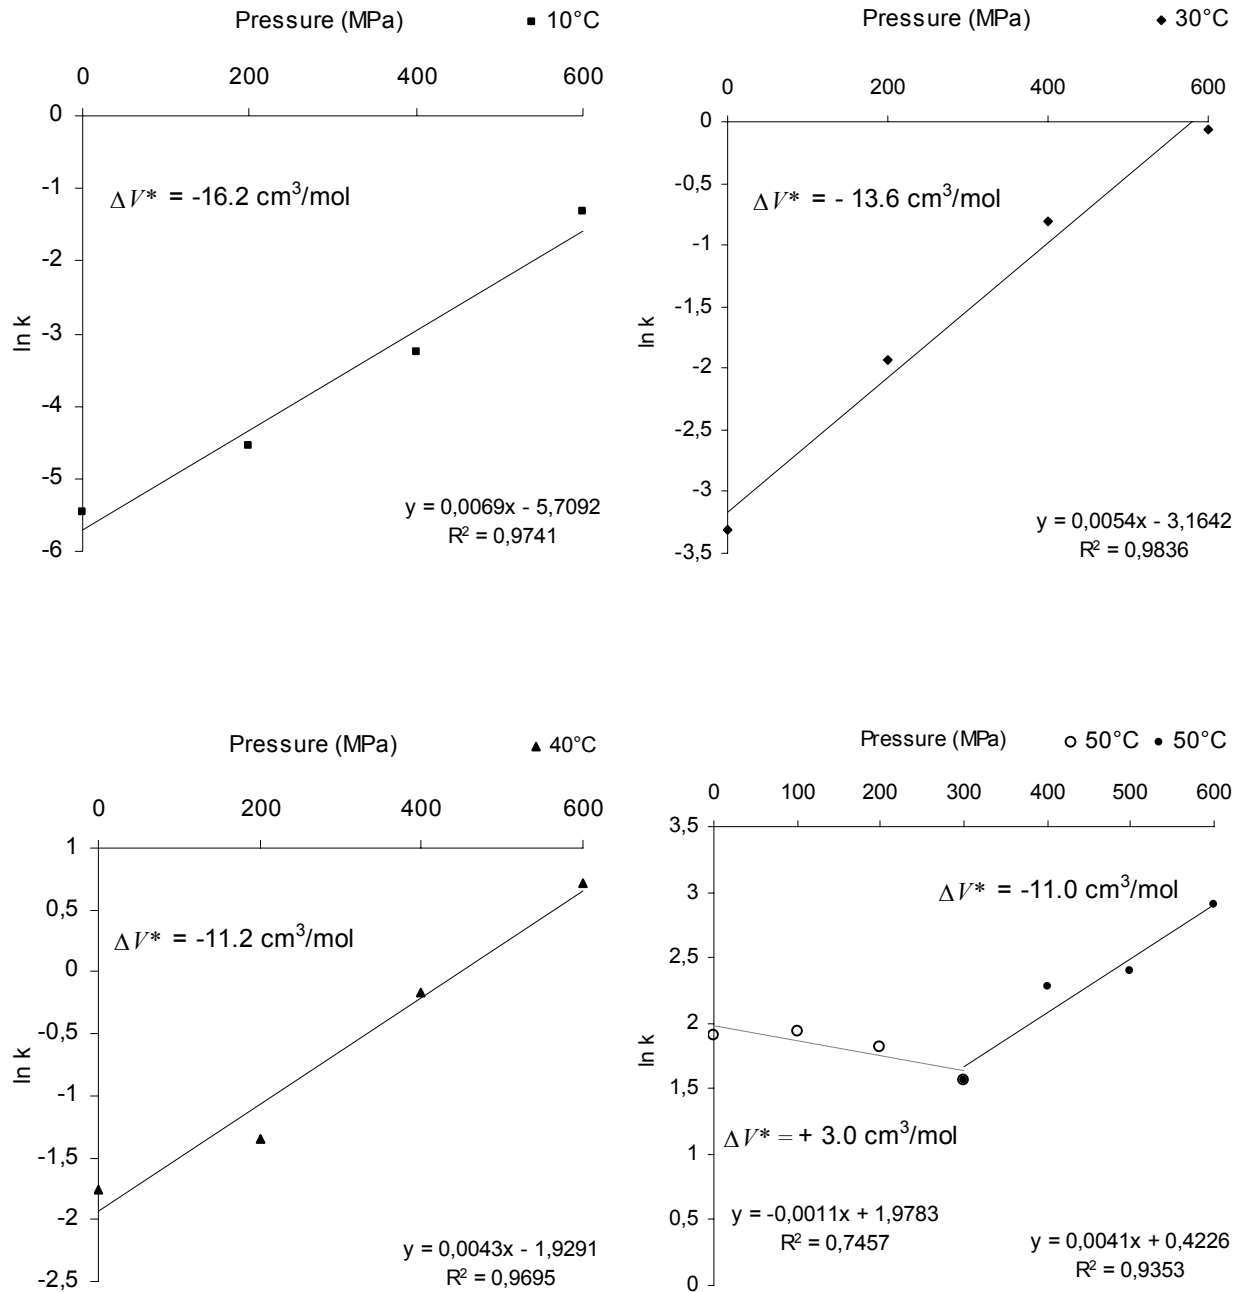 Pressure (MPa)
■ 10°C
0 200 400 600
0
-1
-2
-3
-4
-5
-6
ln k
ΔV* = -16.2 cm³/mol
y = 0,0069x - 5,7092
R² = 0,9741
Pressure (MPa)
◆ 30°C
0 200 400 600
0
-0,5
-1
-1,5
-2
-2,5
-3
-3,5
ln k
ΔV* = - 13.6 cm³/mol
y = 0,0054x - 3,1642
R² = 0,9836
Pressure (MPa)
▲ 40°C
0 200 400 600
1
0,5
0
-0,5
-1
-1,5
-2
-2,5
ln k
ΔV* = -11.2 cm³/mol
y = 0,0043x - 1,9291
R² = 0,9695
Pressure (MPa)
○ 50°C ● 50°C
0 100 200 300 400 500 600
3,5
3
2,5
2
1,5
1
0,5
0
ln k
ΔV* = -11.0 cm³/mol
ΔV* = + 3.0 cm³/mol
y = -0,0011x + 1,9783
R² = 0,7457
y = 0,0041x + 0,4226
R² = 0,9353